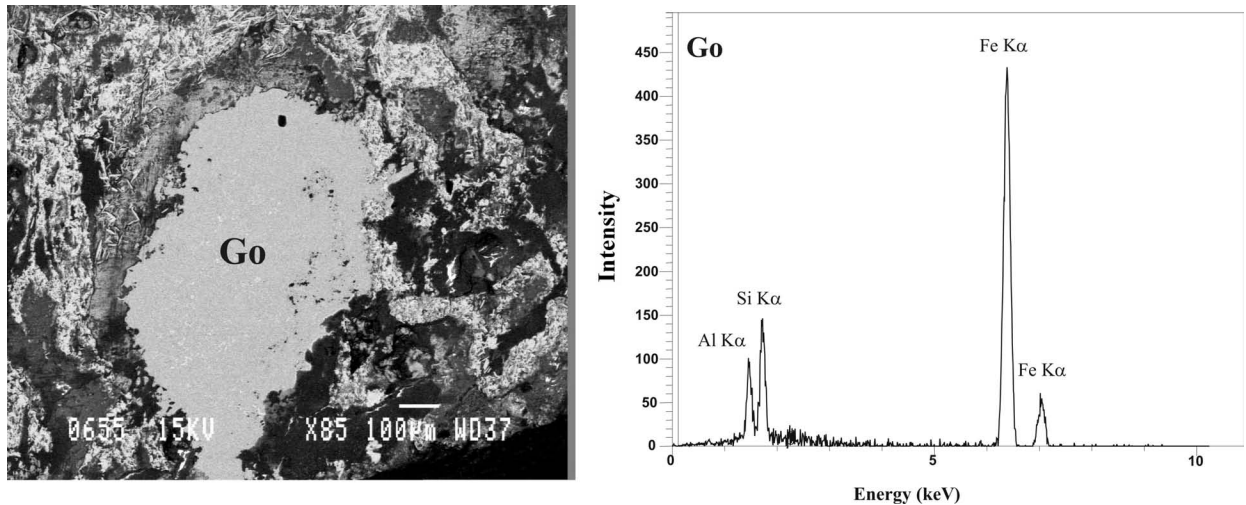 Go
0655 15KV X85 100µm WD37
Go
Intensity
450
400
350
300
250
200
150
100
50
0
Al Kα
Si Kα
Fe Kα
Fe Kα
0 5 10
Energy (keV)